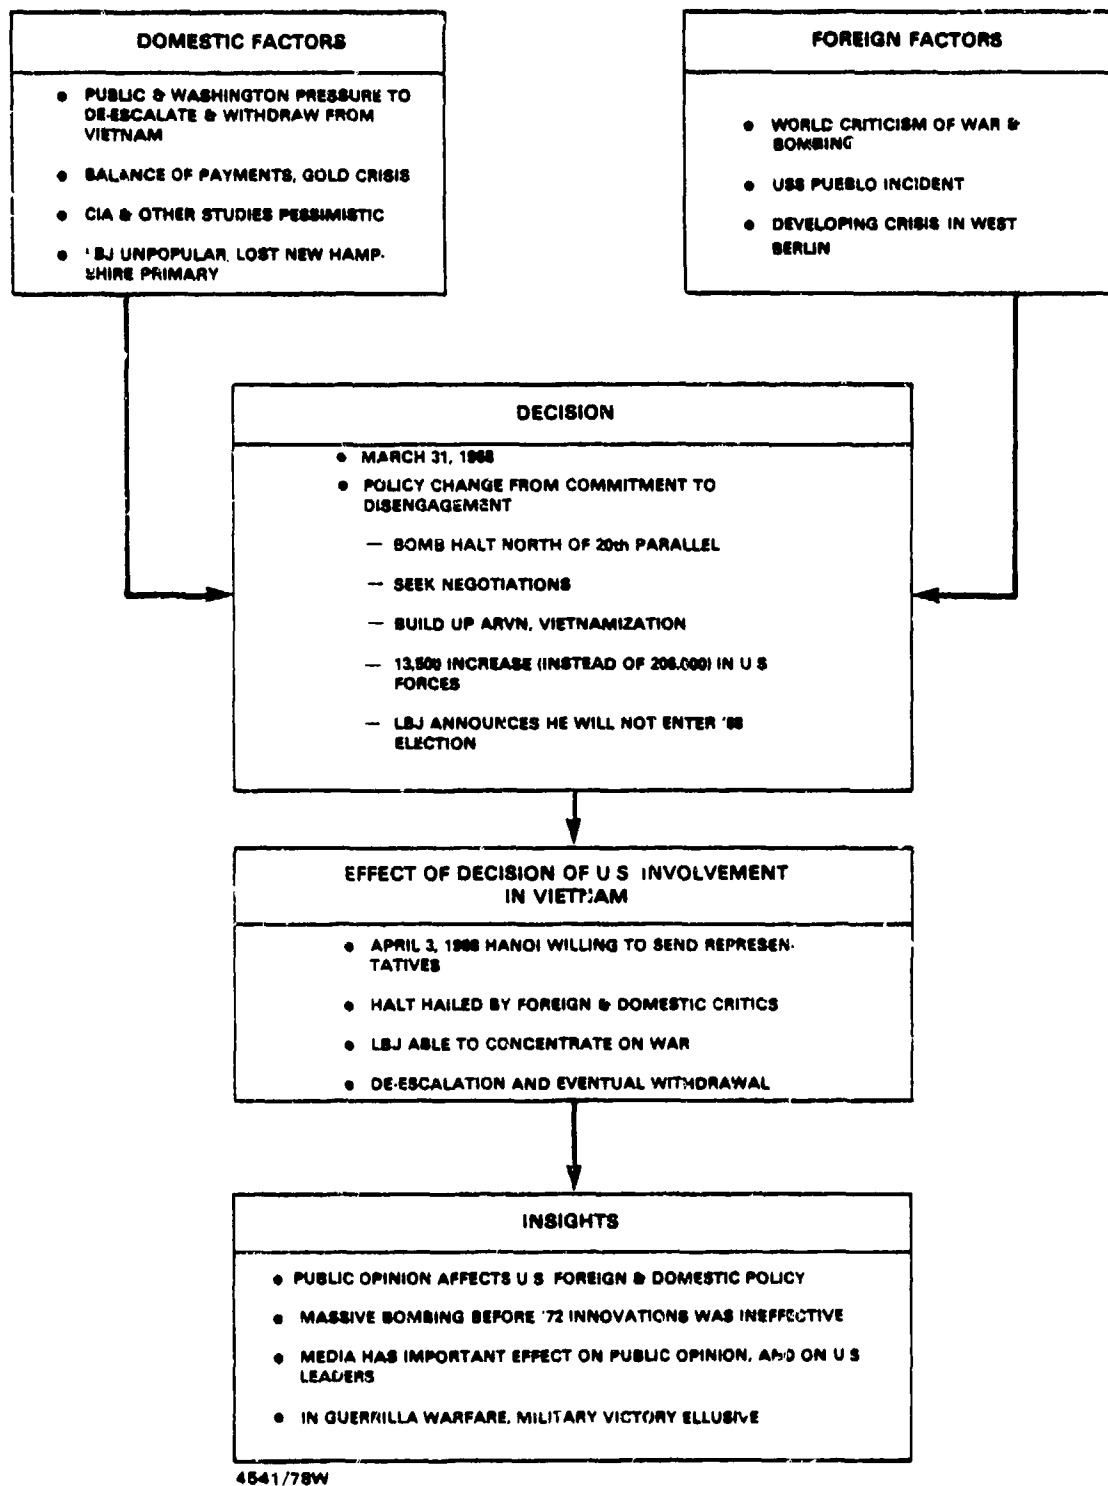 DOMESTIC FACTORS
• PUBLIC & WASHINGTON PRESSURE TO
DE-ESCALATE & WITHDRAW FROM
VIETNAM
• BALANCE OF PAYMENTS, GOLD CRISIS
• CIA & OTHER STUDIES PESSIMISTIC
• LBJ UNPOPULAR, LOST NEW HAMP-
SHIRE PRIMARY
FOREIGN FACTORS
• WORLD CRITICISM OF WAR &
BOMBING
• USS PUEBLO INCIDENT
• DEVELOPING CRISIS IN WEST
BERLIN
DECISION
• MARCH 31, 1968
• POLICY CHANGE FROM COMMITMENT TO
DISENGAGEMENT
— BOMB HALT NORTH OF 20th PARALLEL
— SEEK NEGOTIATIONS
— BUILD UP ARVN, VIETNAMIZATION
— 13,500 INCREASE (INSTEAD OF 206,000) IN U S
FORCES
— LBJ ANNOUNCES HE WILL NOT ENTER '68
ELECTION
EFFECT OF DECISION OF U S INVOLVEMENT
IN VIETNAM
• APRIL 3, 1968 HANOI WILLING TO SEND REPRESEN-
TATIVES
• HALT HAILED BY FOREIGN & DOMESTIC CRITICS
• LBJ ABLE TO CONCENTRATE ON WAR
• DE-ESCALATION AND EVENTUAL WITHDRAWAL
INSIGHTS
• PUBLIC OPINION AFFECTS U S FOREIGN & DOMESTIC POLICY
• MASSIVE BOMBING BEFORE '72 INNOVATIONS WAS INEFFECTIVE
• MEDIA HAS IMPORTANT EFFECT ON PUBLIC OPINION, AND ON U S
LEADERS
• IN GUERRILLA WARFARE, MILITARY VICTORY ELLUSIVE
4541/78W